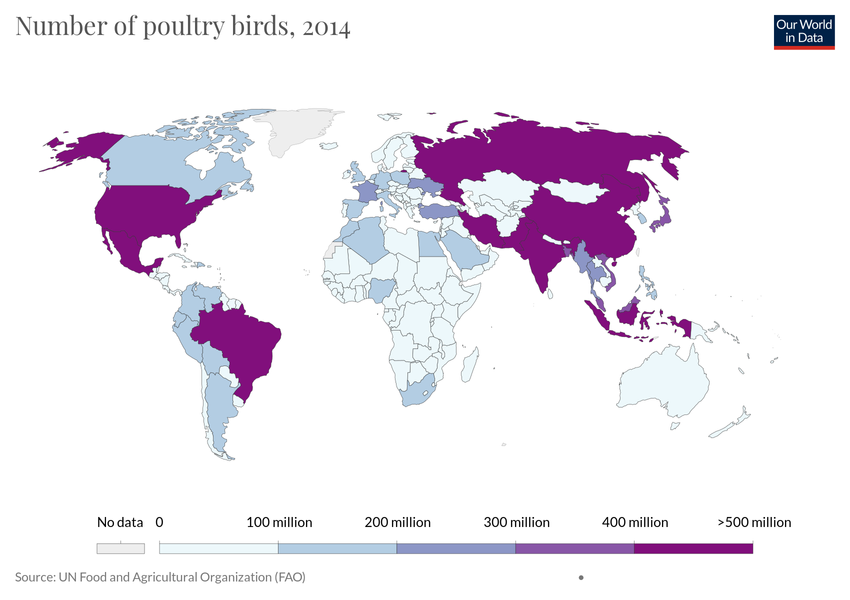 Number of poultry birds, 2014
Our World
in Data
No data 0 100 million 200 million 300 million 400 million >500 million
Source: UN Food and Agricultural Organization (FAO)